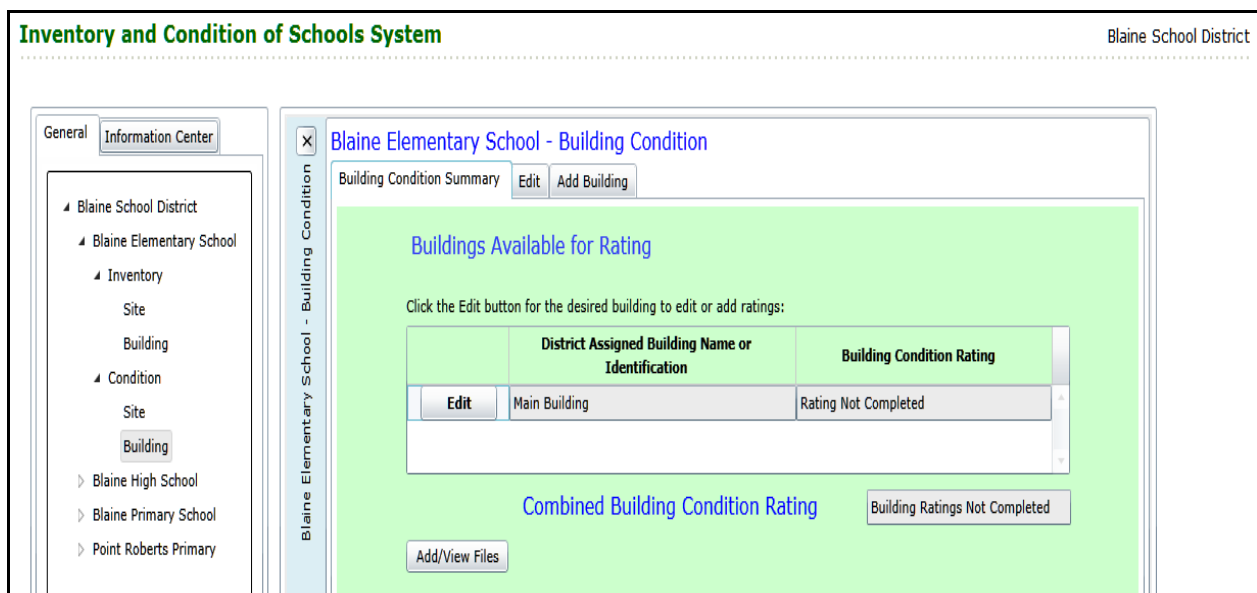 Inventory and Condition of Schools System
Blaine School District
General
Information Center
Blaine School District
Blaine Elementary School
Inventory
Site
Building
Condition
Site
Building
Blaine High School
Blaine Primary School
Point Roberts Primary
Blaine Elementary School - Building Condition
Blaine Elementary School - Building Condition
Building Condition Summary
Edit
Add Building
Buildings Available for Rating
Click the Edit button for the desired building to edit or add ratings:
District Assigned Building Name or
Identification
Building Condition Rating
Edit
Main Building
Rating Not Completed
Combined Building Condition Rating
Building Ratings Not Completed
Add/View Files